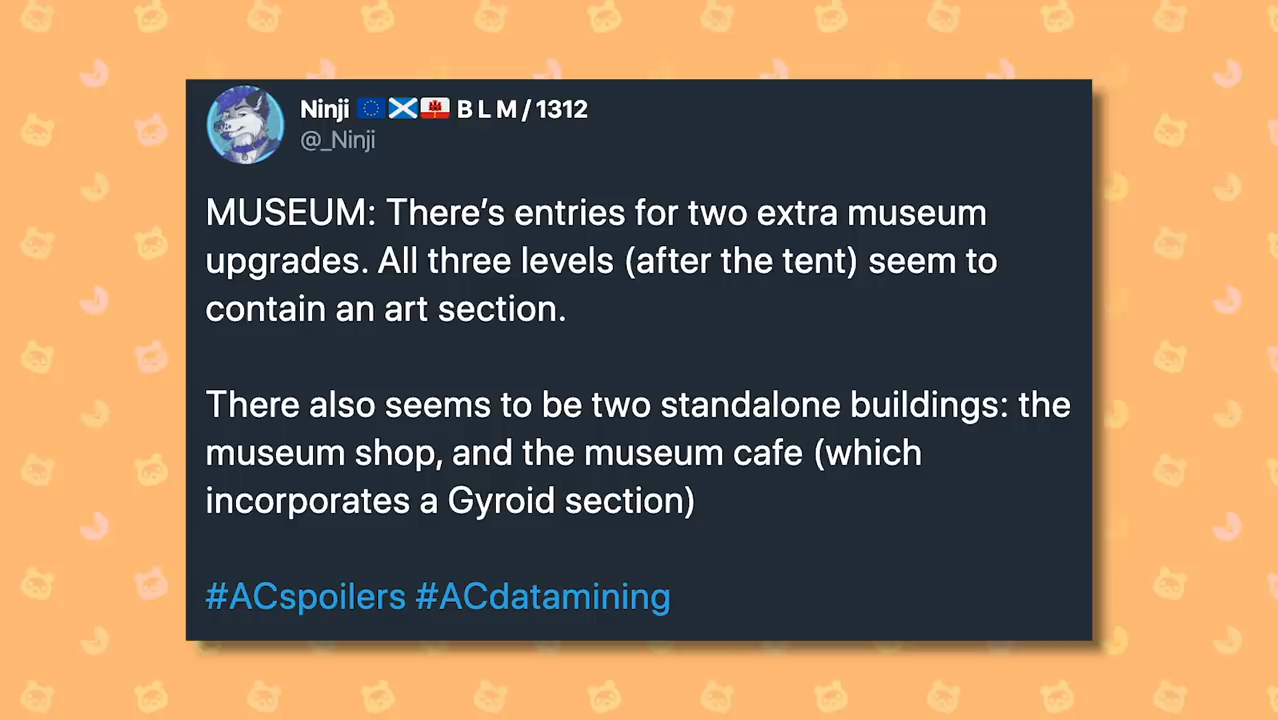 Ninji 🇪🇺🏴󠁧󠁢󠁳󠁣󠁴󠁿🇬🇮 B L M / 1312
@_Ninji
MUSEUM: There’s entries for two extra museum
upgrades. All three levels (after the tent) seem to
contain an art section.
There also seems to be two standalone buildings: the
museum shop, and the museum cafe (which
incorporates a Gyroid section)
#ACspoilers #ACdatamining